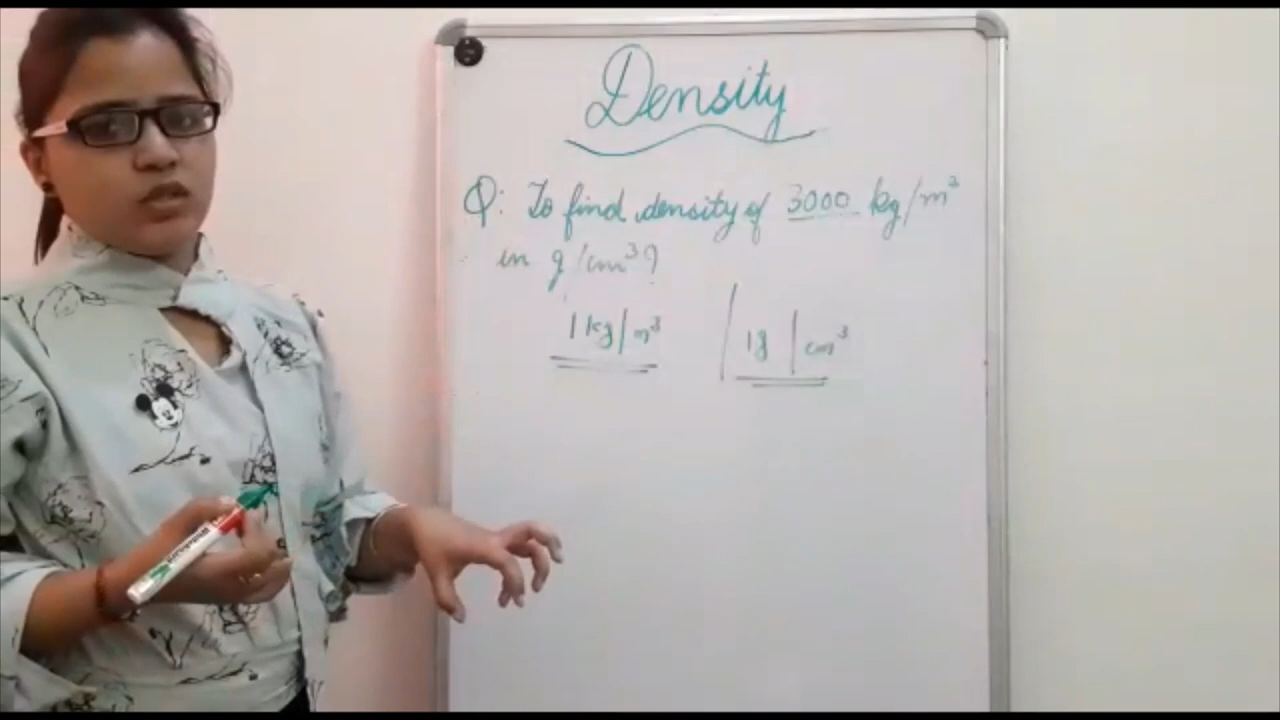 Density
Q: To find density of 3000 kg/m³
in g/cm³?
1 kg/m³ 1g/cm³